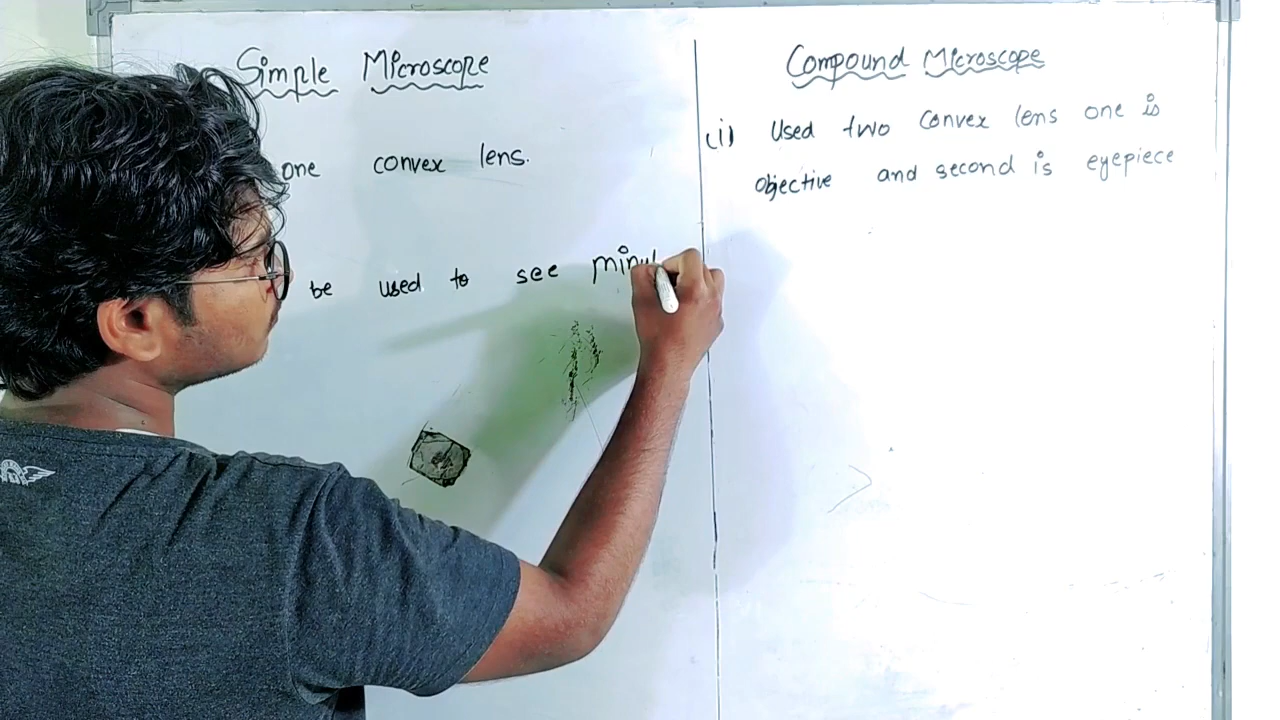 Simple Microscope
one convex lens.
be used to see
Compound Microscope
(i) Used two convex lens one is
objective and second is eyepiece